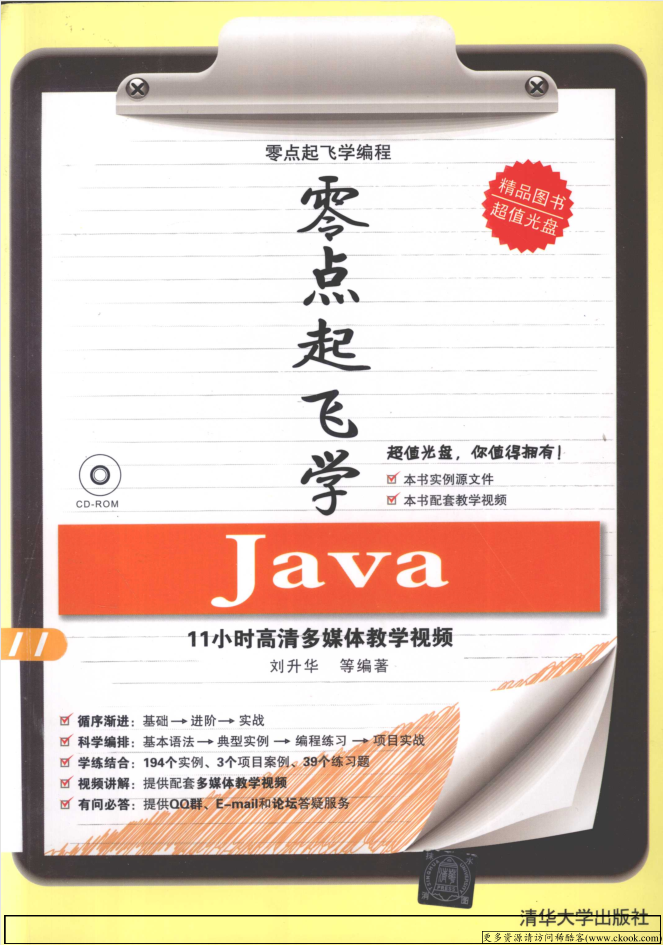 零点起飞学编程
零点起飞学
精品图书
超值光盘
超值光盘，你值得拥有！
本书实例源文件
本书配套教学视频
CD-ROM
Java
11小时高清多媒体教学视频
刘升华 等编著
循序渐进：基础→进阶→实战
科学编排：基本语法→典型实例→编程练习→项目实战
学练结合：194个实例、3个项目案例、39个练习题
视频讲解：提供配套多媒体教学视频
有问必答：提供QQ群、E-mail和论坛答疑服务
清华大学出版社
更多资源请访问稀酷客(www.ckook.com)